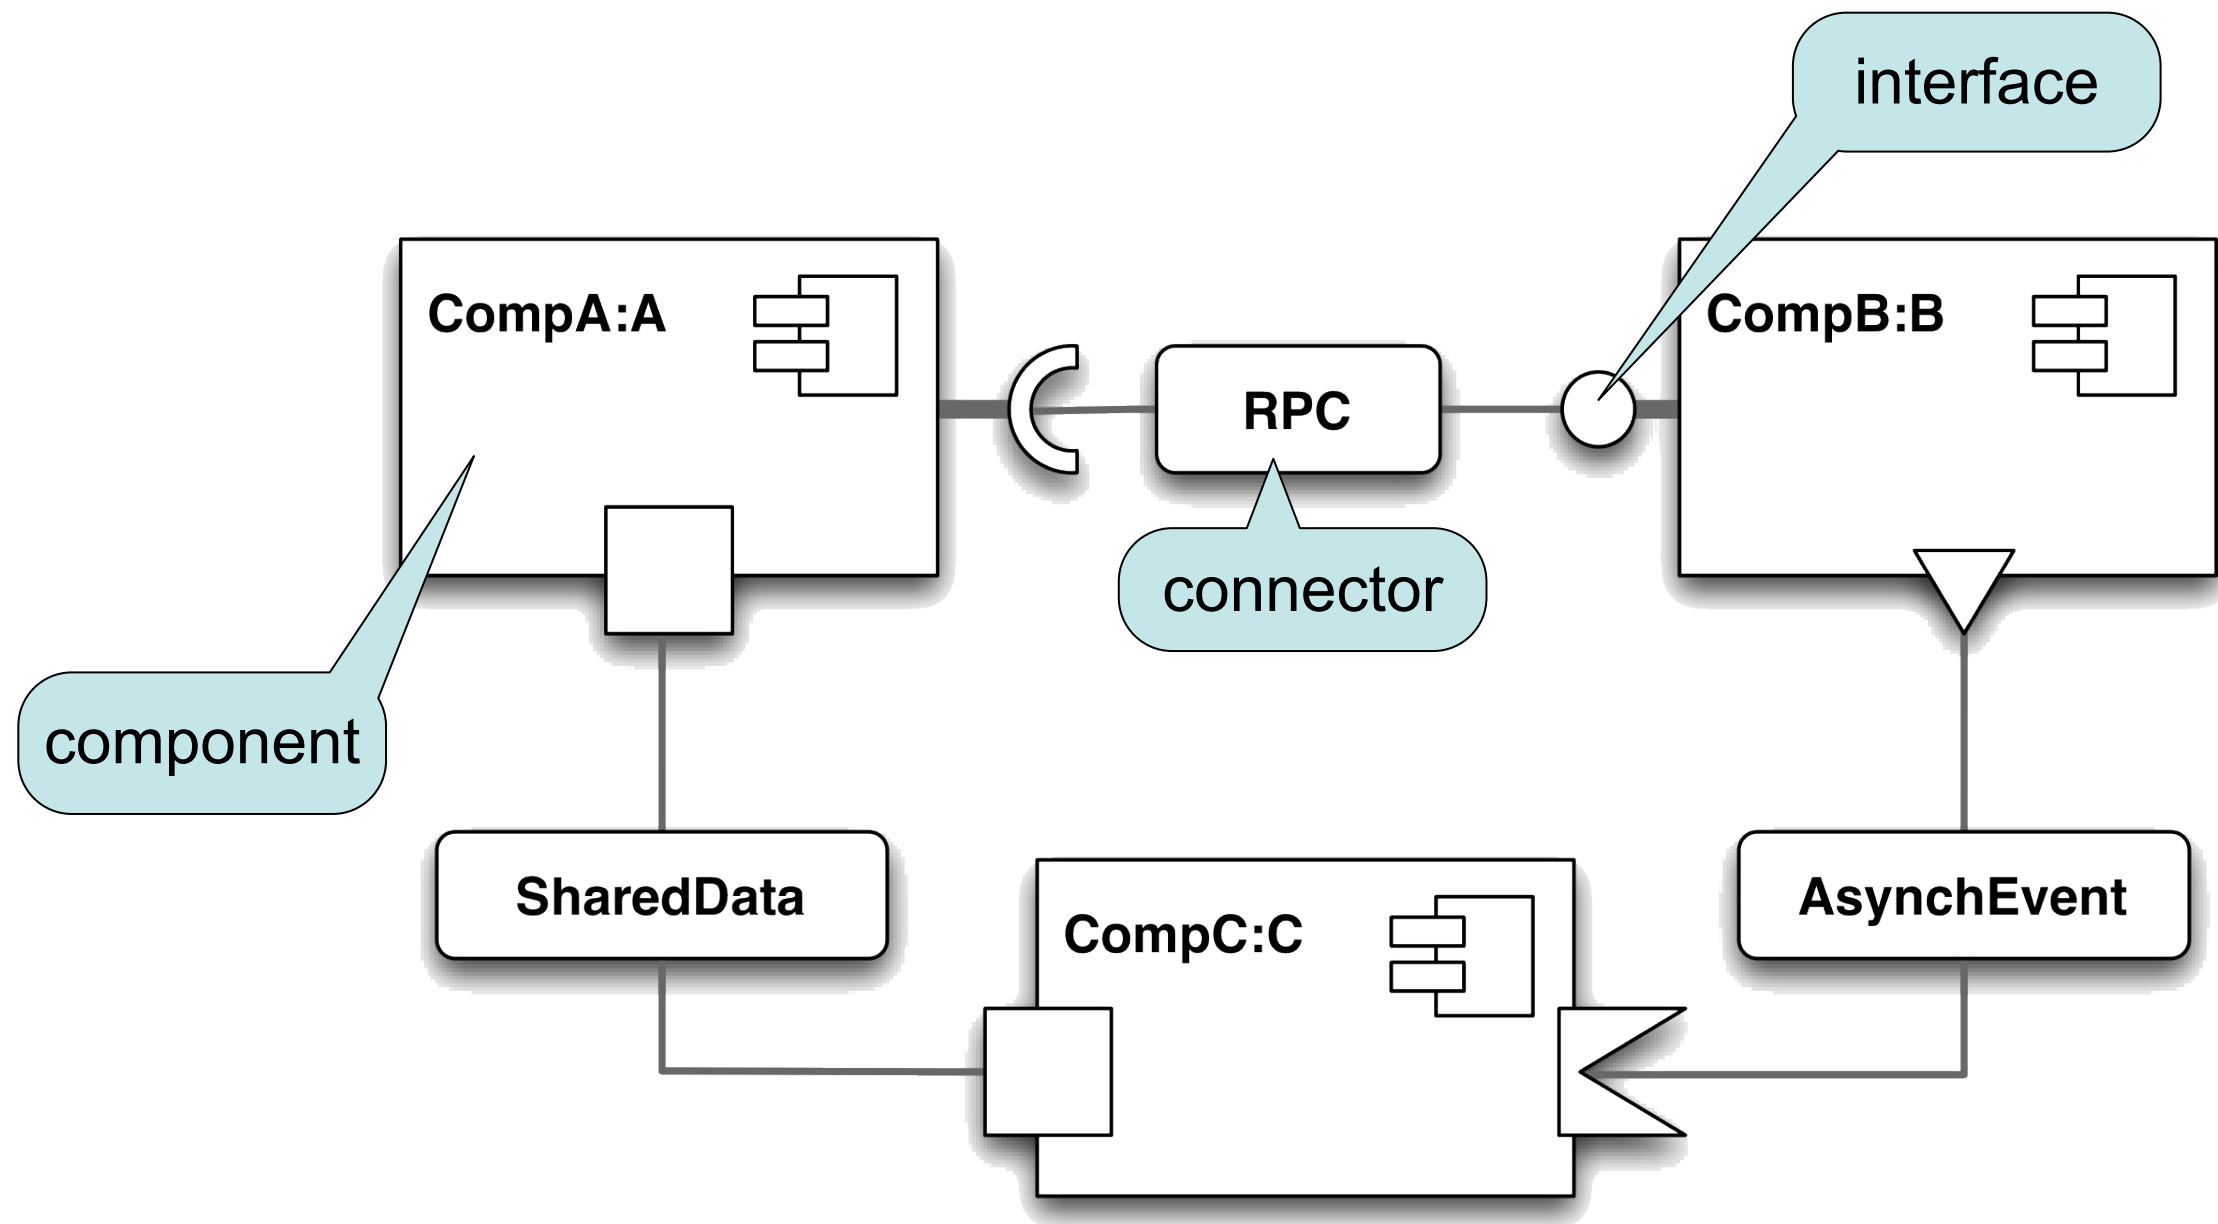 interface
CompA:A
CompB:B
RPC
connector
component
SharedData
AsynchEvent
CompC:C